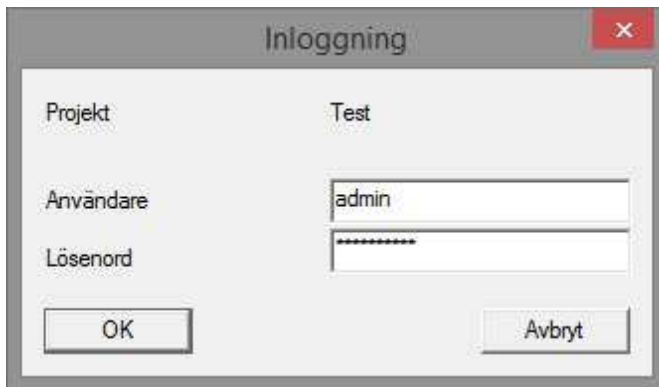 Inloggning
Projekt Test
Användare admin
Lösenord **********
OK Avbryt